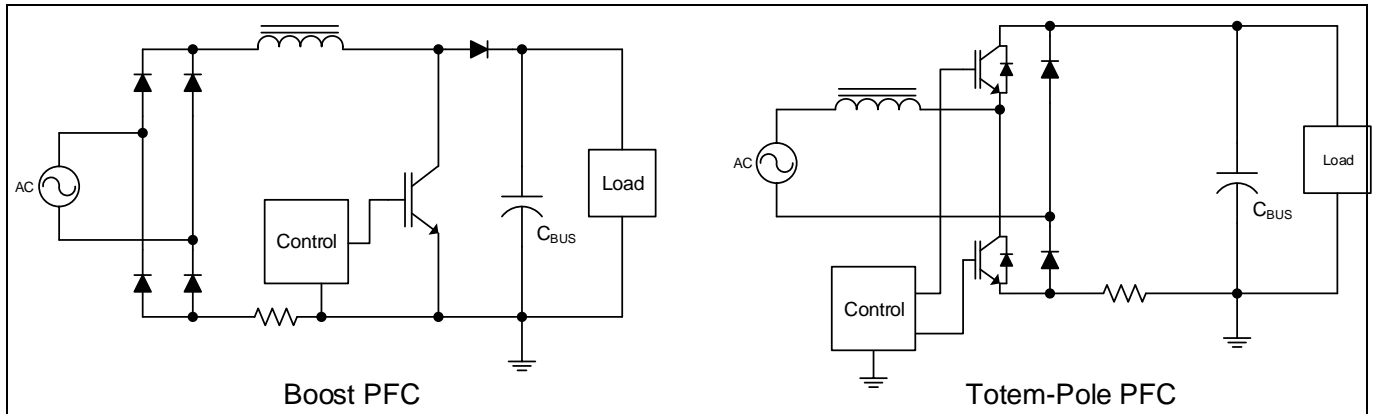 AC
Control
Load
CBUS
Boost PFC
AC
Control
Load
CBUS
Totem-Pole PFC